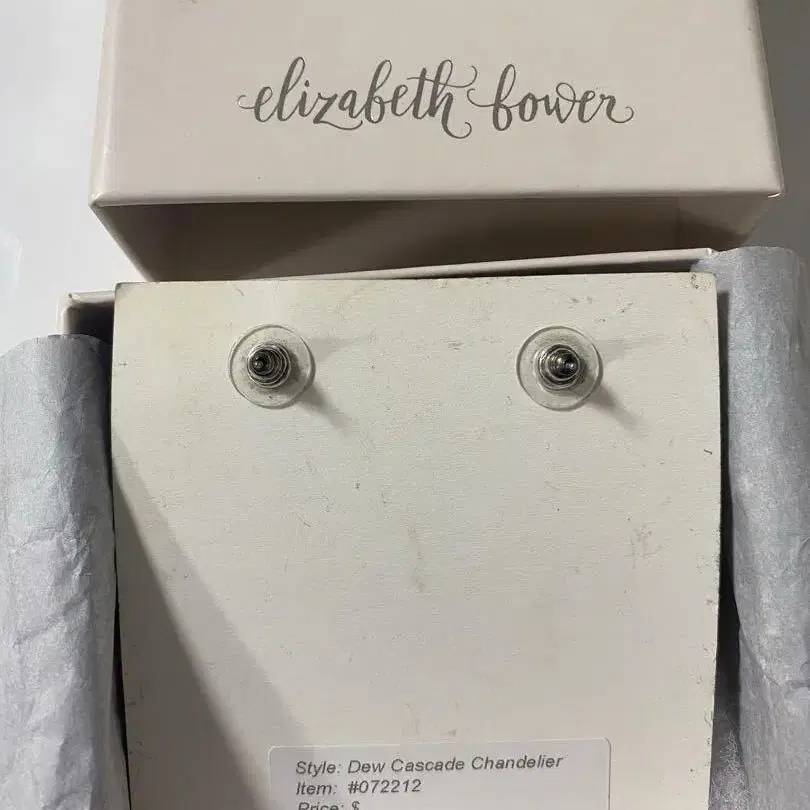 elizabeth bower
Style: Dew Cascade Chandelier
Item: #072212
Price: $